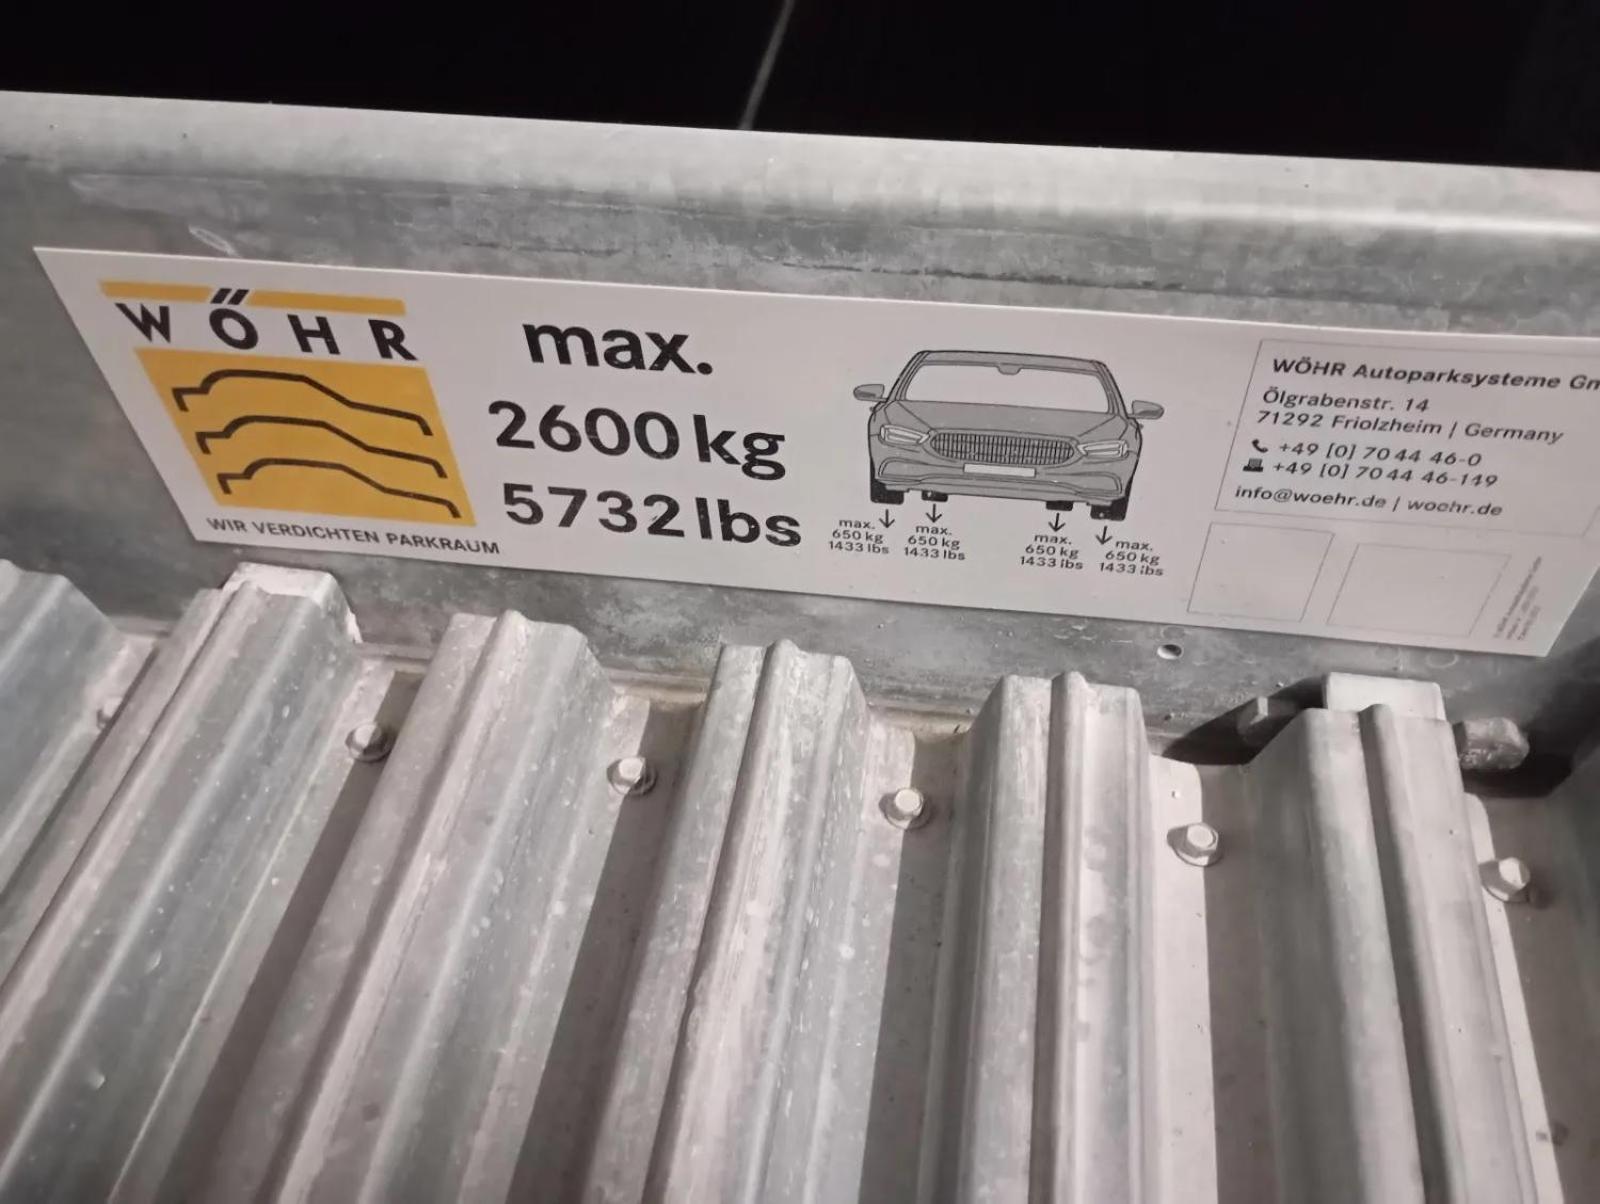 WÖHR
WIR VERDICHTEN PARKRAUM
max.
2600 kg
5732 lbs
max.
650 kg
1433 lbs
max.
650 kg
1433 lbs
max.
650 kg
1433 lbs
max.
650 kg
1433 lbs
WÖHR Autoparksysteme Gm
Ölgrabenstr. 14
71292 Friolzheim | Germany
+49 [0] 70 44 46-0
+49 [0] 70 44 46-149
info@woehr.de | woehr.de